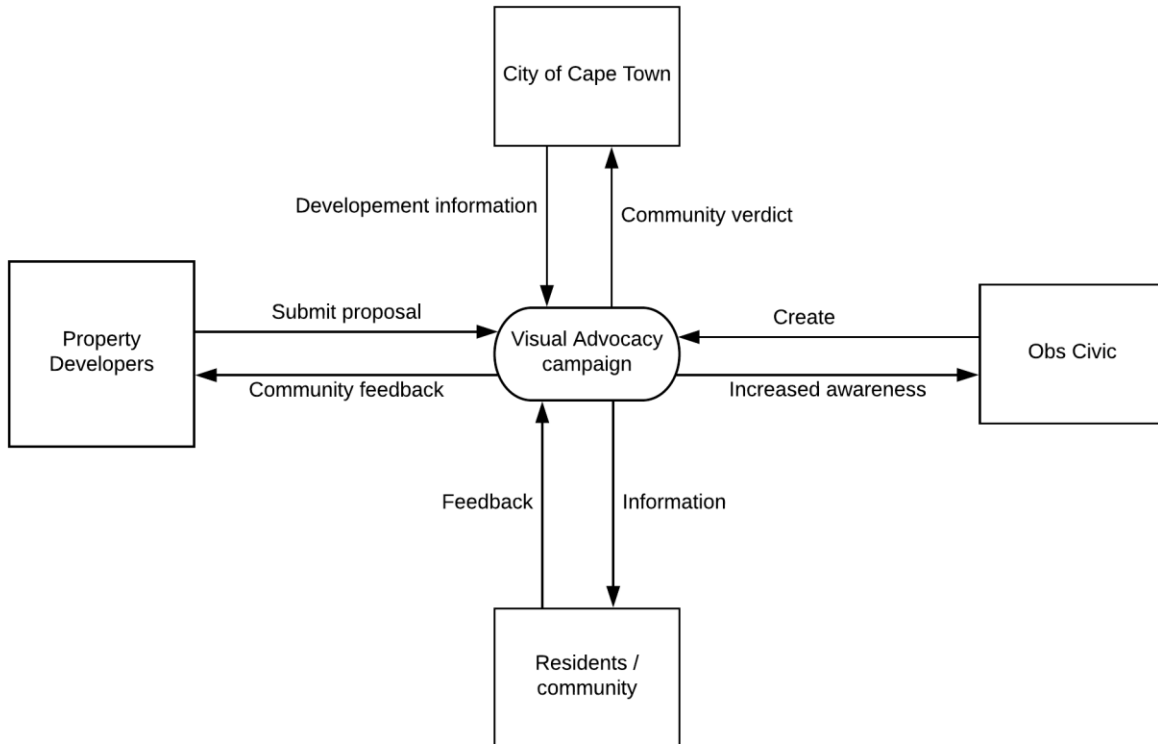 City of Cape Town
Developement information
Community verdict
Property
Developers
Submit proposal
Community feedback
Visual Advocacy
campaign
Create
Increased awareness
Obs Civic
Feedback
Information
Residents /
community